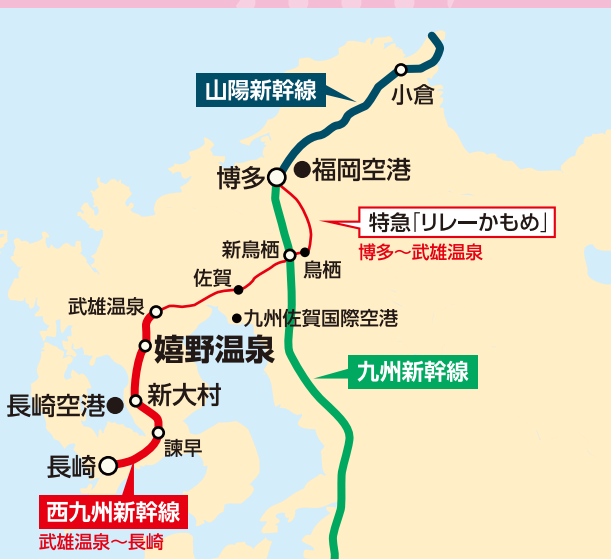 山陽新幹線
小倉
博多
福岡空港
特急「リレーかもめ」
博多～武雄温泉
新鳥栖
鳥栖
佐賀
武雄温泉
九州佐賀国際空港
嬉野温泉
九州新幹線
長崎空港
新大村
諫早
長崎
西九州新幹線
武雄温泉～長崎